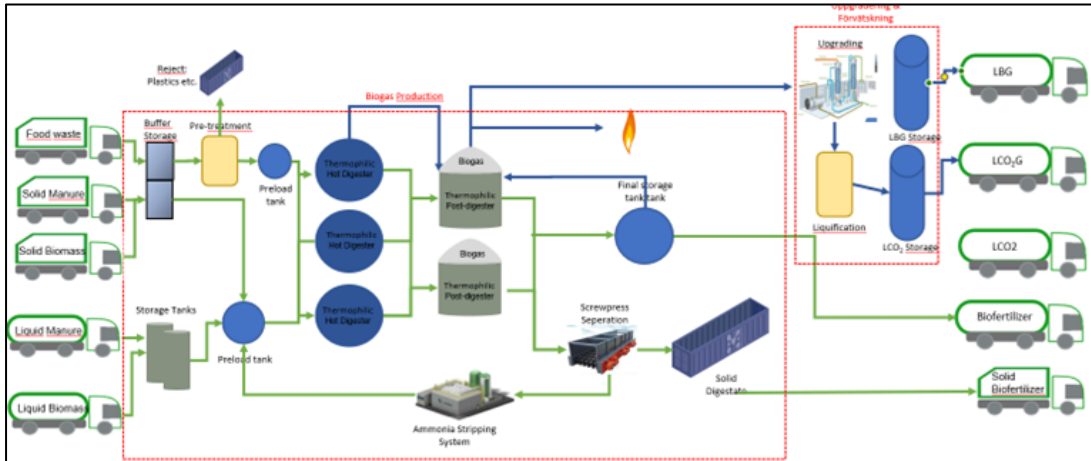 Uppgradering &
Förvätskning
Reject:
Plastics etc.
Biogas Production
Upgrading
LBG
Food waste
Buffer
Storage
Pre-treatment
Biogas
LBG Storage
Thermophilic
Hot Digester
Preload
tank
Final storage
tank tank
LCO₂G
Solid Manure
Thermophilic
Post-digester
Solid Biomass
Thermophilic
Hot Digester
Liquification
LCO₂ Storage
LCO2
Biogas
Storage Tanks
Thermophilic
Post-digester
Screwpress
Seperation
Biofertilizer
Liquid Manure
Thermophilic
Hot Digester
Preload tank
Solid
Digestato
Solid
Biofertilizer
Liquid Biomass
Ammonia Stripping
System